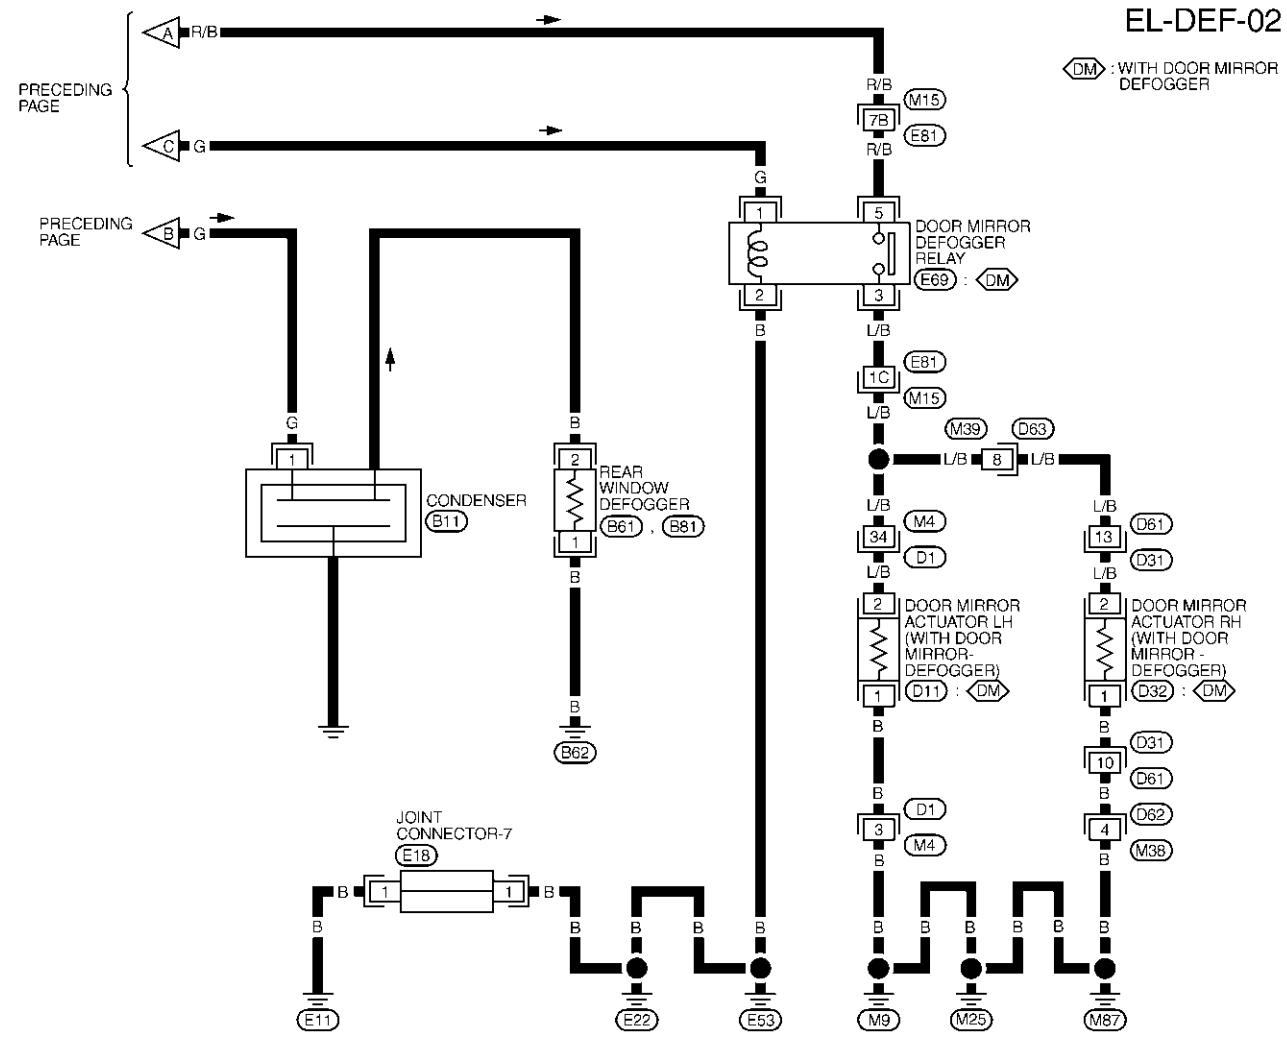 EL-DEF-02
DM : WITH DOOR MIRROR
DEFOGGER
PRECEDING
PAGE
A R/B
C G
PRECEDING
PAGE
B G
R/B
7B
M15
E81
R/B
G
1
5
DOOR MIRROR
DEFOGGER
RELAY
E69 : DM
2
3
B
L/B
1C
E81
M15
L/B
M39 D63
L/B 8 L/B
G
1
CONDENSER
B11
B
2
REAR
WINDOW
DEFOGGER
B61 , B81
1
B
B
B62
L/B
34
M4
D1
L/B
2
DOOR MIRROR
ACTUATOR LH
(WITH DOOR
MIRROR-
DEFOGGER)
D11 : DM
1
B
B
3
D1
M4
B
L/B
13
D61
D31
L/B
2
DOOR MIRROR
ACTUATOR RH
(WITH DOOR
MIRROR -
DEFOGGER)
D32 : DM
1
B
10
D31
D61
B
4
D62
M38
B
JOINT
CONNECTOR-7
E18
B 1 1 B
B B B B B B B B B B B
E11 E22 E53 M9 M25 M87